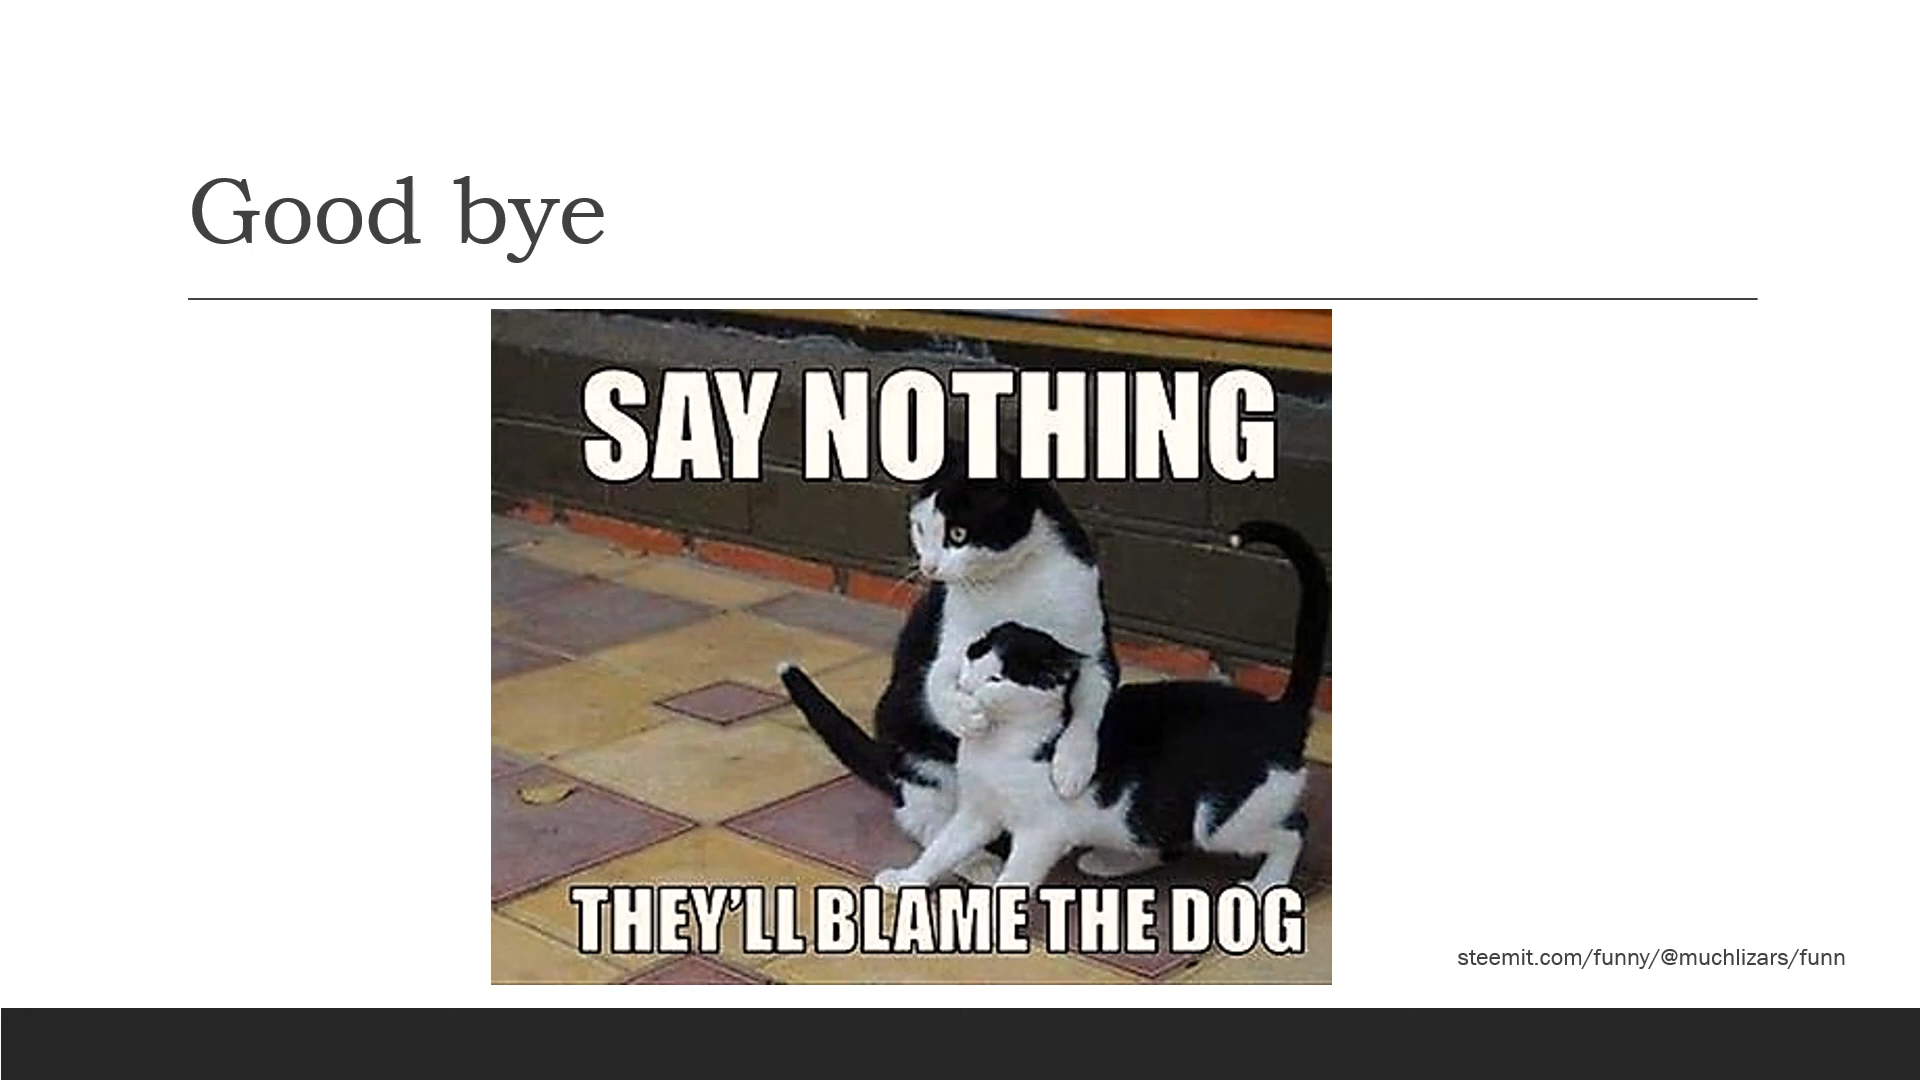 Good bye
SAY NOTHING
THEY'LL BLAME THE DOG
steemit.com/funny/@muchlizars/funn